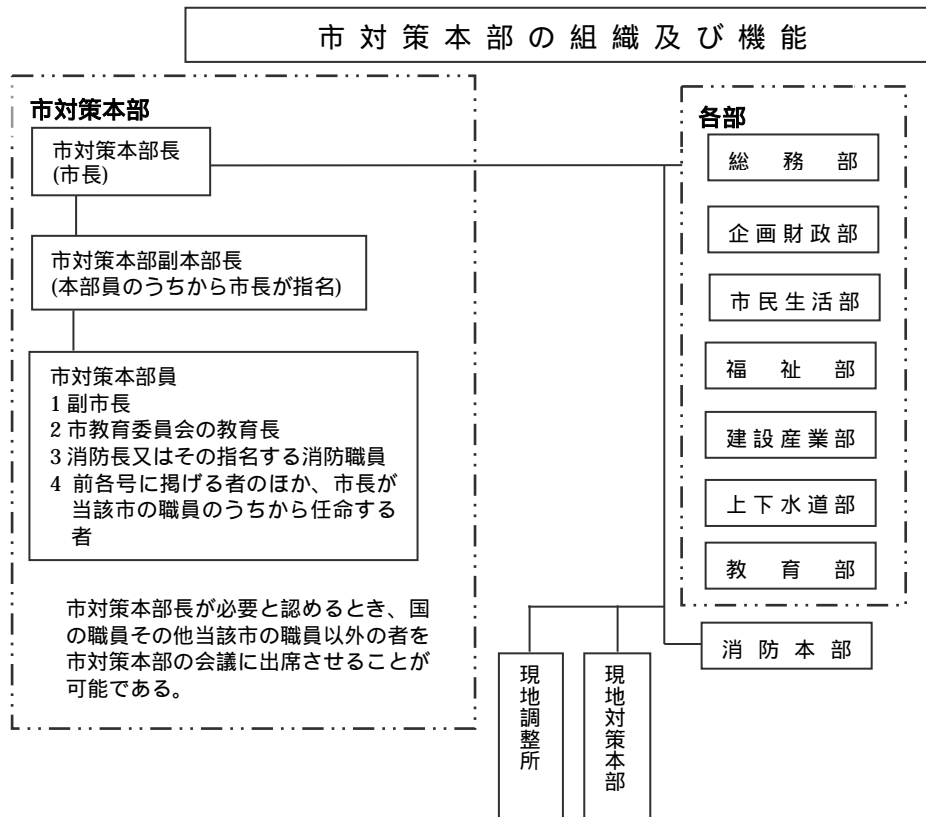 市対策本部の組織及び機能
市対策本部
市対策本部長
(市長)
市対策本部副本部長
(本部員のうちから市長が指名)
市対策本部員
1 副市長
2 市教育委員会の教育長
3 消防長又はその指名する消防職員
4 前各号に掲げる者のほか、市長が
当該市の職員のうちから任命する
者
市対策本部長が必要と認めるとき、国
の職員その他当該市の職員以外の者を
市対策本部の会議に出席させることが
可能である。
各部
総務部
企画財政部
市民生活部
福祉部
建設産業部
上下水道部
教育部
消防本部
現地調整所
現地対策本部